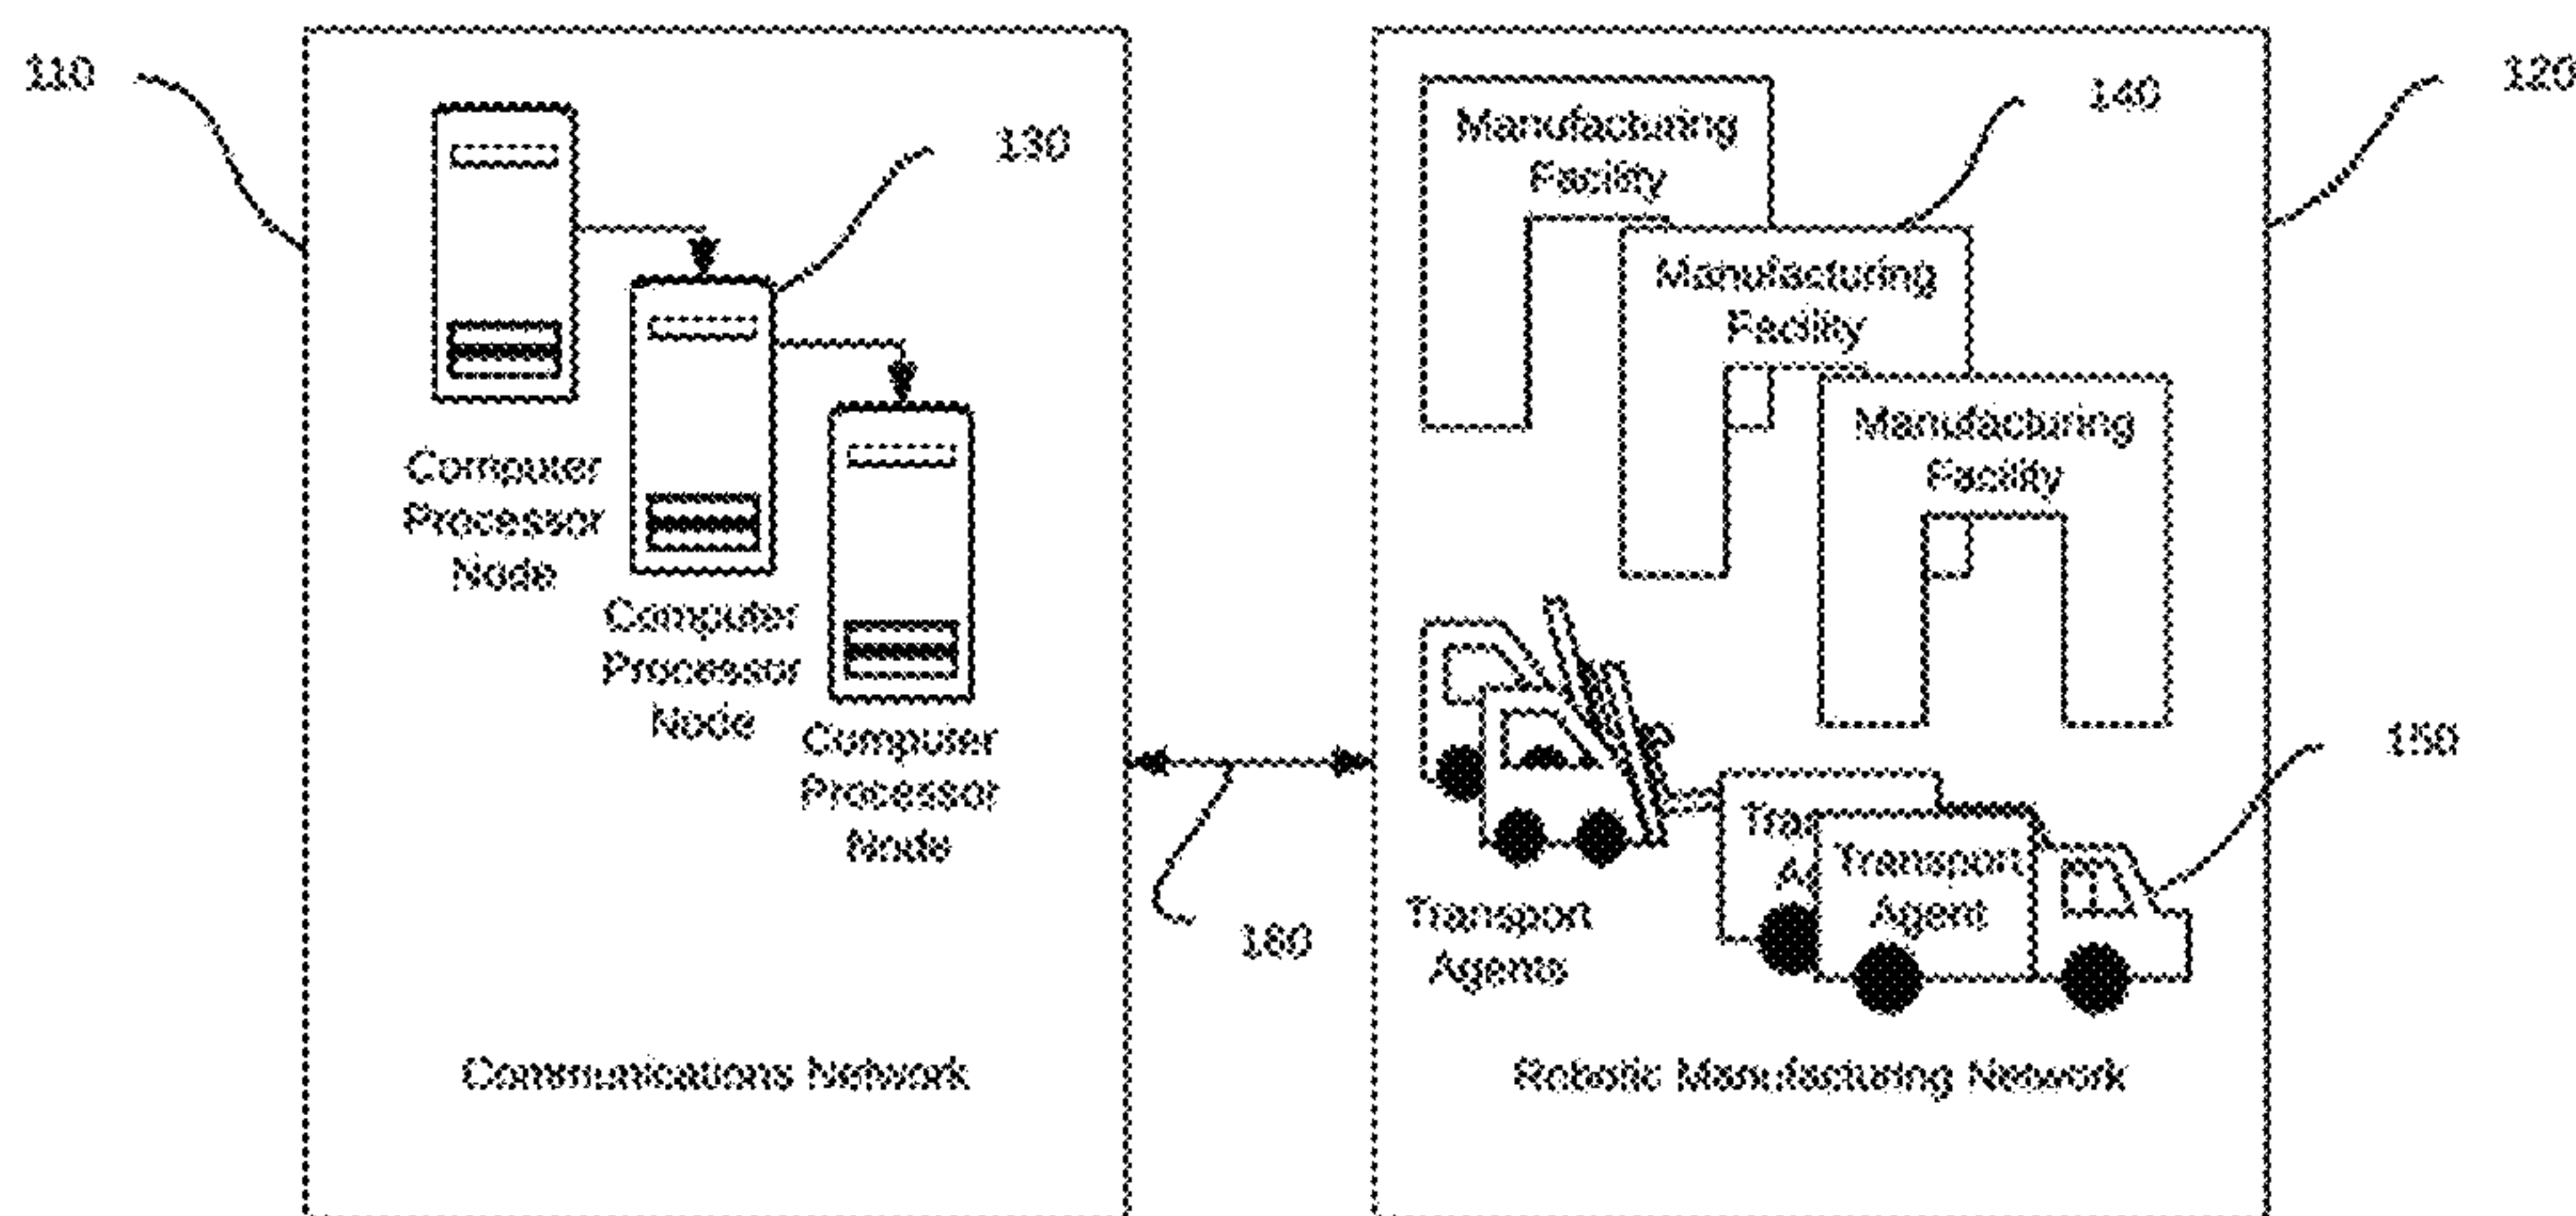 110
120
130
140
Manufacturing
Facility
Manufacturing
Facility
Manufacturing
Facility
Computer
Processor
Node
Computer
Processor
Node
Computer
Processor
Node
150
160
Transport
Agents
Transport
Agent
Communications Network
Robotic Manufacturing Network